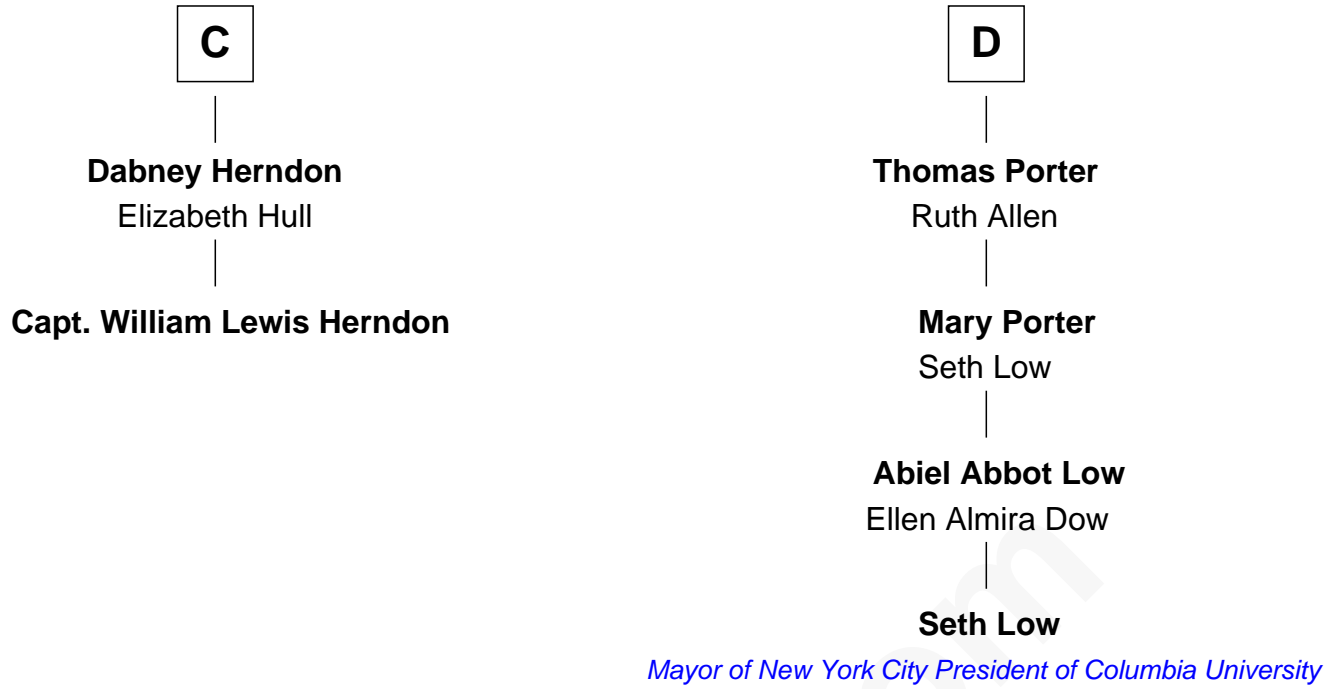 C
Dabney Herndon
Elizabeth Hull
Capt. William Lewis Herndon
D
Thomas Porter
Ruth Allen
Mary Porter
Seth Low
Abiel Abbot Low
Ellen Almira Dow
Seth Low
Mayor of New York City President of Columbia University